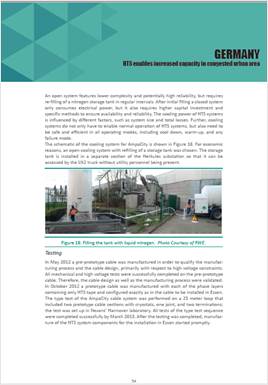 GERMANY
HTS enables increased capacity in congested urban area
An open system features lower complexity and potentially high reliability, but requires
re-filling of a nitrogen storage tank in regular intervals. After initial filling a closed system
only consumes electrical power, but it also requires higher capital investment and
specific methods to ensure availability and reliability. The cooling power of HTS systems
is influenced by different factors, such as system size and total losses. Further, cooling
systems do not only have to enable normal operation of HTS systems, but also need to
be safe and efficient in all operating modes, including cool down, warm-up, and any
failure mode.
The schematic of the cooling system for AmpaCity is shown in Figure 18. For economic
reasons, an open cooling system with refilling of a storage tank was chosen. The storage
tank is installed in a separate section of the Herkules substation so that it can be
accessed by the LN2 truck without utility personnel being present.
Figure 18. Filling the tank with liquid nitrogen. Photo Courtesy of RWE.
Testing
In May 2012 a pre-prototype cable was manufactured in order to qualify the manufac-
turing process and the cable design, primarily with respect to high voltage constraints.
All mechanical and high voltage tests were successfully completed on the pre-prototype
cable. Therefore, the cable design as well as the manufacturing process were validated.
In October 2012 a prototype cable was manufactured with each of the phase layers
containing only HTS tape and configured exactly as in the cable to be installed in Essen.
The type test of the AmpaCity cable system was performed on a 25 meter loop that
included two prototype cable sections with cryostats, one joint, and two terminations;
the test was set up in Nexans' Hannover laboratory. All tests of the type test sequence
were completed successfully by March 2013. After the testing was completed, manufac-
ture of the HTS system components for the installation in Essen started promptly.